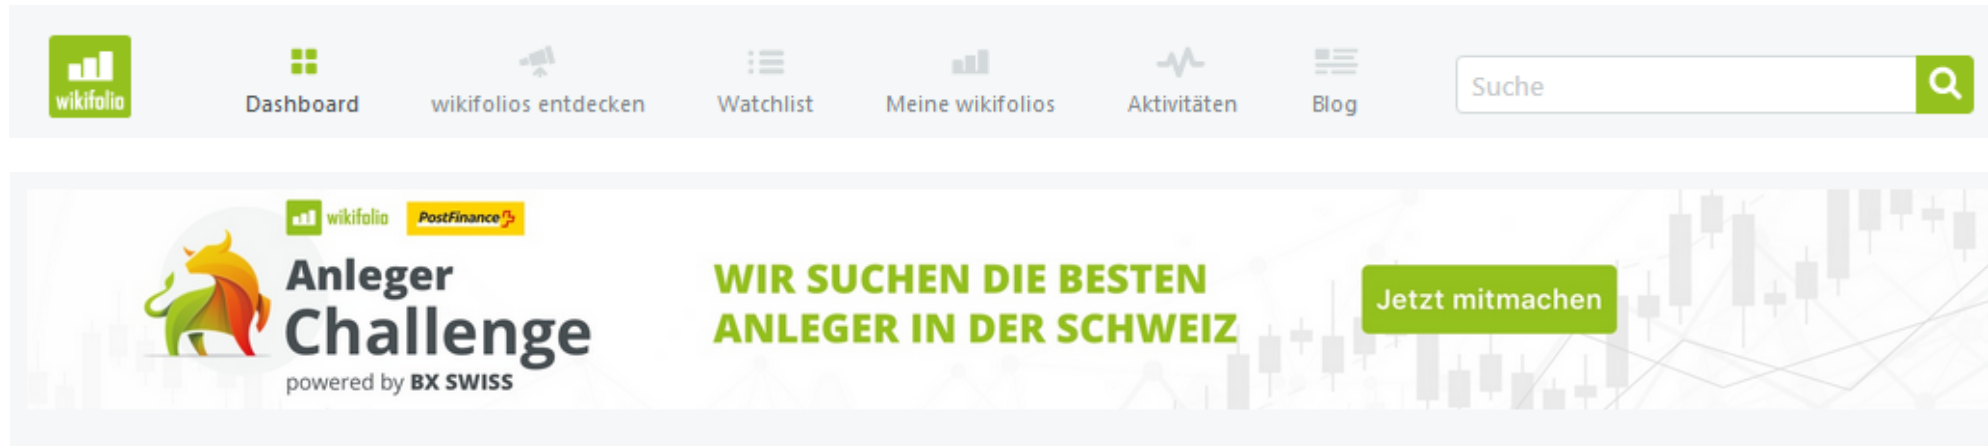 wikifolio
Dashboard
wikifolios entdecken
Watchlist
Meine wikifolios
Aktivitäten
Blog
Suche
wikifolio PostFinance
Anleger
Challenge
powered by BX SWISS
WIR SUCHEN DIE BESTEN
ANLEGER IN DER SCHWEIZ
Jetzt mitmachen